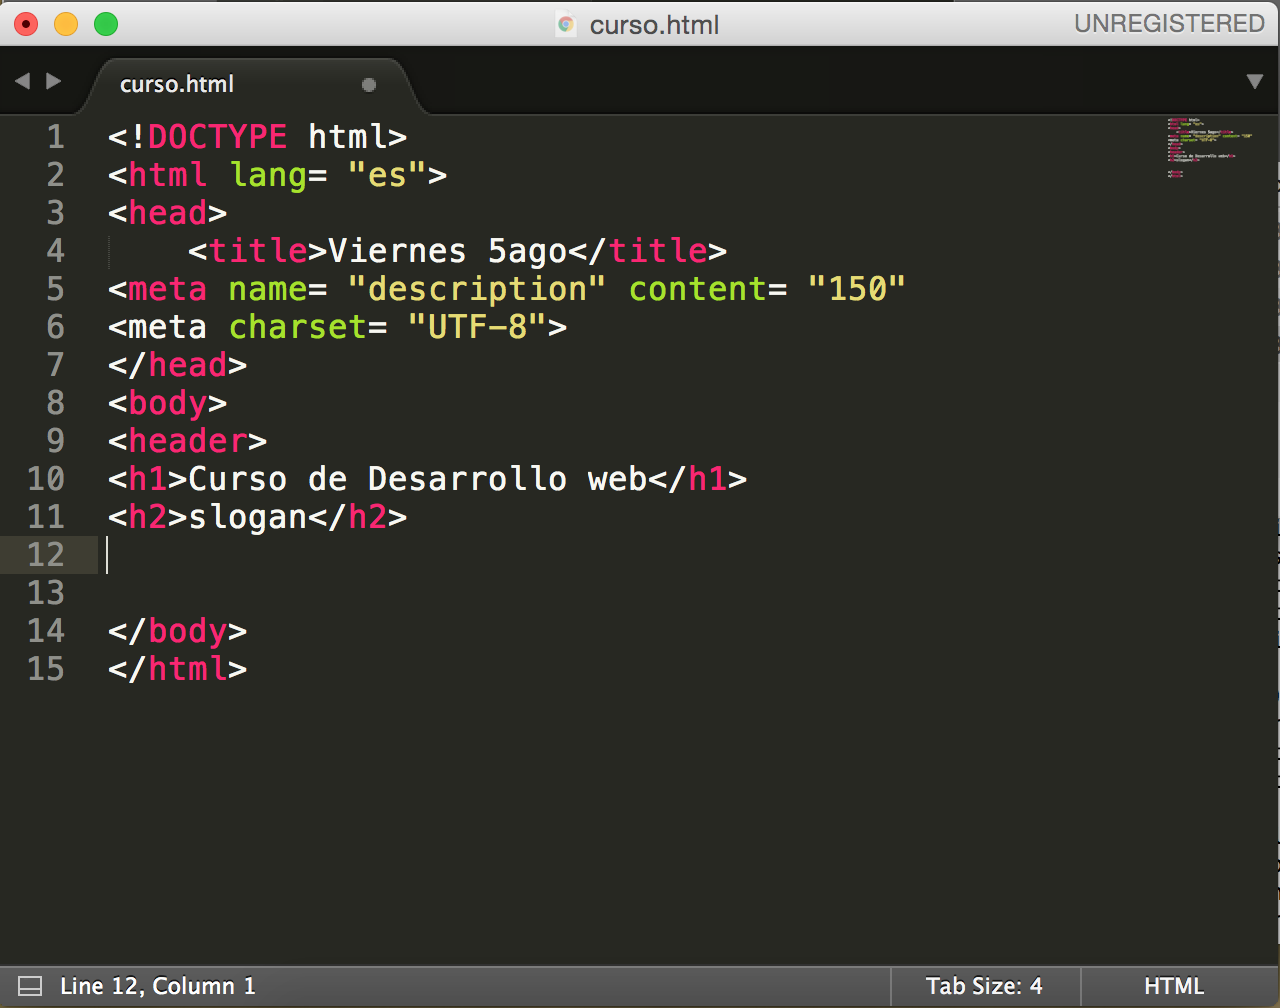 curso.html
UNREGISTERED
curso.html
1 <!DOCTYPE html>
2 <html lang= "es">
3 <head>
4     <title>Viernes 5ago</title>
5 <meta name= "description" content= "150"
6 <meta charset= "UTF-8">
7 </head>
8 <body>
9 <header>
10 <h1>Curso de Desarrollo web</h1>
11 <h2>slogan</h2>
12
13
14 </body>
15 </html>
Line 12, Column 1
Tab Size: 4
HTML